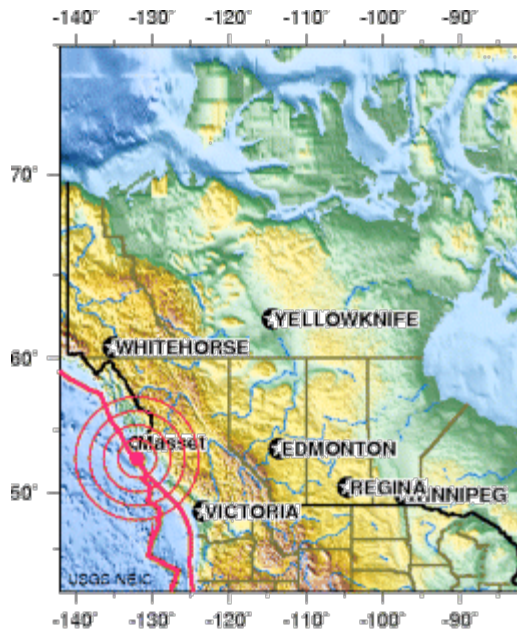 -140° -130° -120° -110° -100° -90°
70°
YELLOWKNIFE
WHITEHORSE
60°
Masset
EDMONTON
REGINA
WINNIPEG
50°
VICTORIA
USGS NEIC
-140° -130° -120° -110° -100° -90°